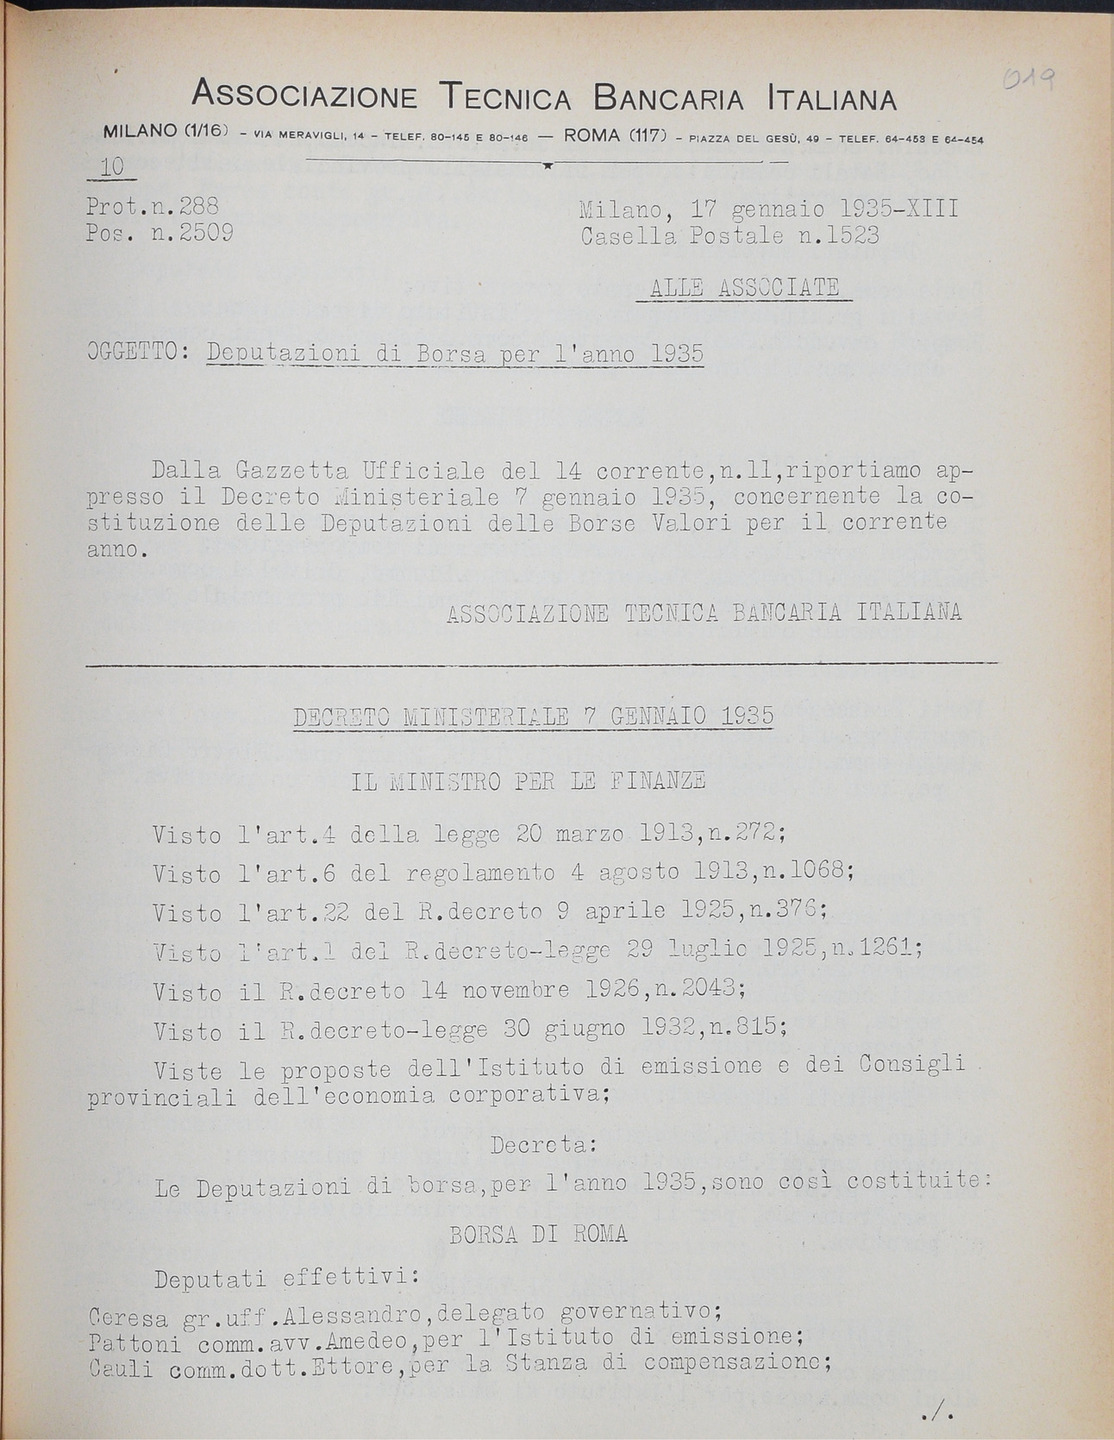 019
ASSOCIAZIONE TECNICA BANCARIA ITALIANA
MILANO (1/16) - VIA MERAVIGLI, 14 - TELEF. 80-145 E 80-146 — ROMA (117) - PIAZZA DEL GESÙ, 49 - TELEF. 64-453 E 64-454
10
Prot.n.288
Milano, 17 gennaio 1935-XIII
Pos. n.2509
Casella Postale n.1523
ALLE ASSOCIATE
OGGETTO: Deputazioni di Borsa per l'anno 1935
Dalla Gazzetta Ufficiale del 14 corrente,n.11,riportiamo ap-
presso il Decreto Ministeriale 7 gennaio 1935, concernente la co-
stituzione delle Deputazioni delle Borse Valori per il corrente
anno.
ASSOCIAZIONE TECNICA BANCARIA ITALIANA
DECRETO MINISTERIALE 7 GENNAIO 1935
IL MINISTRO PER LE FINANZE
Visto l'art.4 della legge 20 marzo 1913,n.272;
Visto l'art.6 del regolamento 4 agosto 1913,n.1068;
Visto l'art.22 del R.decreto 9 aprile 1925,n.376;
Visto l'art.1 del R.decreto-legge 29 luglio 1925,n.1261;
Visto il R.decreto 14 novembre 1926,n.2043;
Visto il R.decreto-legge 30 giugno 1932,n.815;
Viste le proposte dell'Istituto di emissione e dei Consigli
provinciali dell'economia corporativa;
Decreta:
Le Deputazioni di borsa,per l'anno 1935,sono così costituite:
BORSA DI ROMA
Deputati effettivi:
Ceresa gr.uff.Alessandro,delegato governativo;
Pattoni comm.avv.Amedeo,per l'Istituto di emissione;
Cauli comm.dott.Ettore,per la Stanza di compensazione;
./.